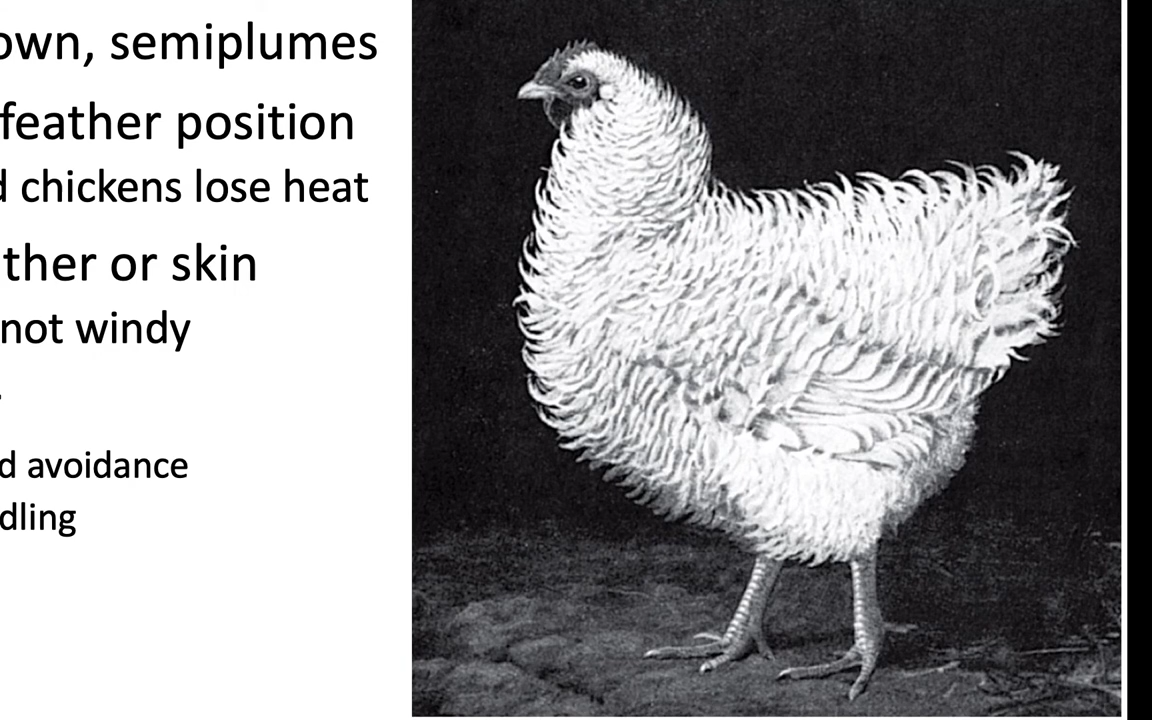 own, semiplumes
feather position
d chickens lose heat
ther or skin
not windy
.
d avoidance
dling